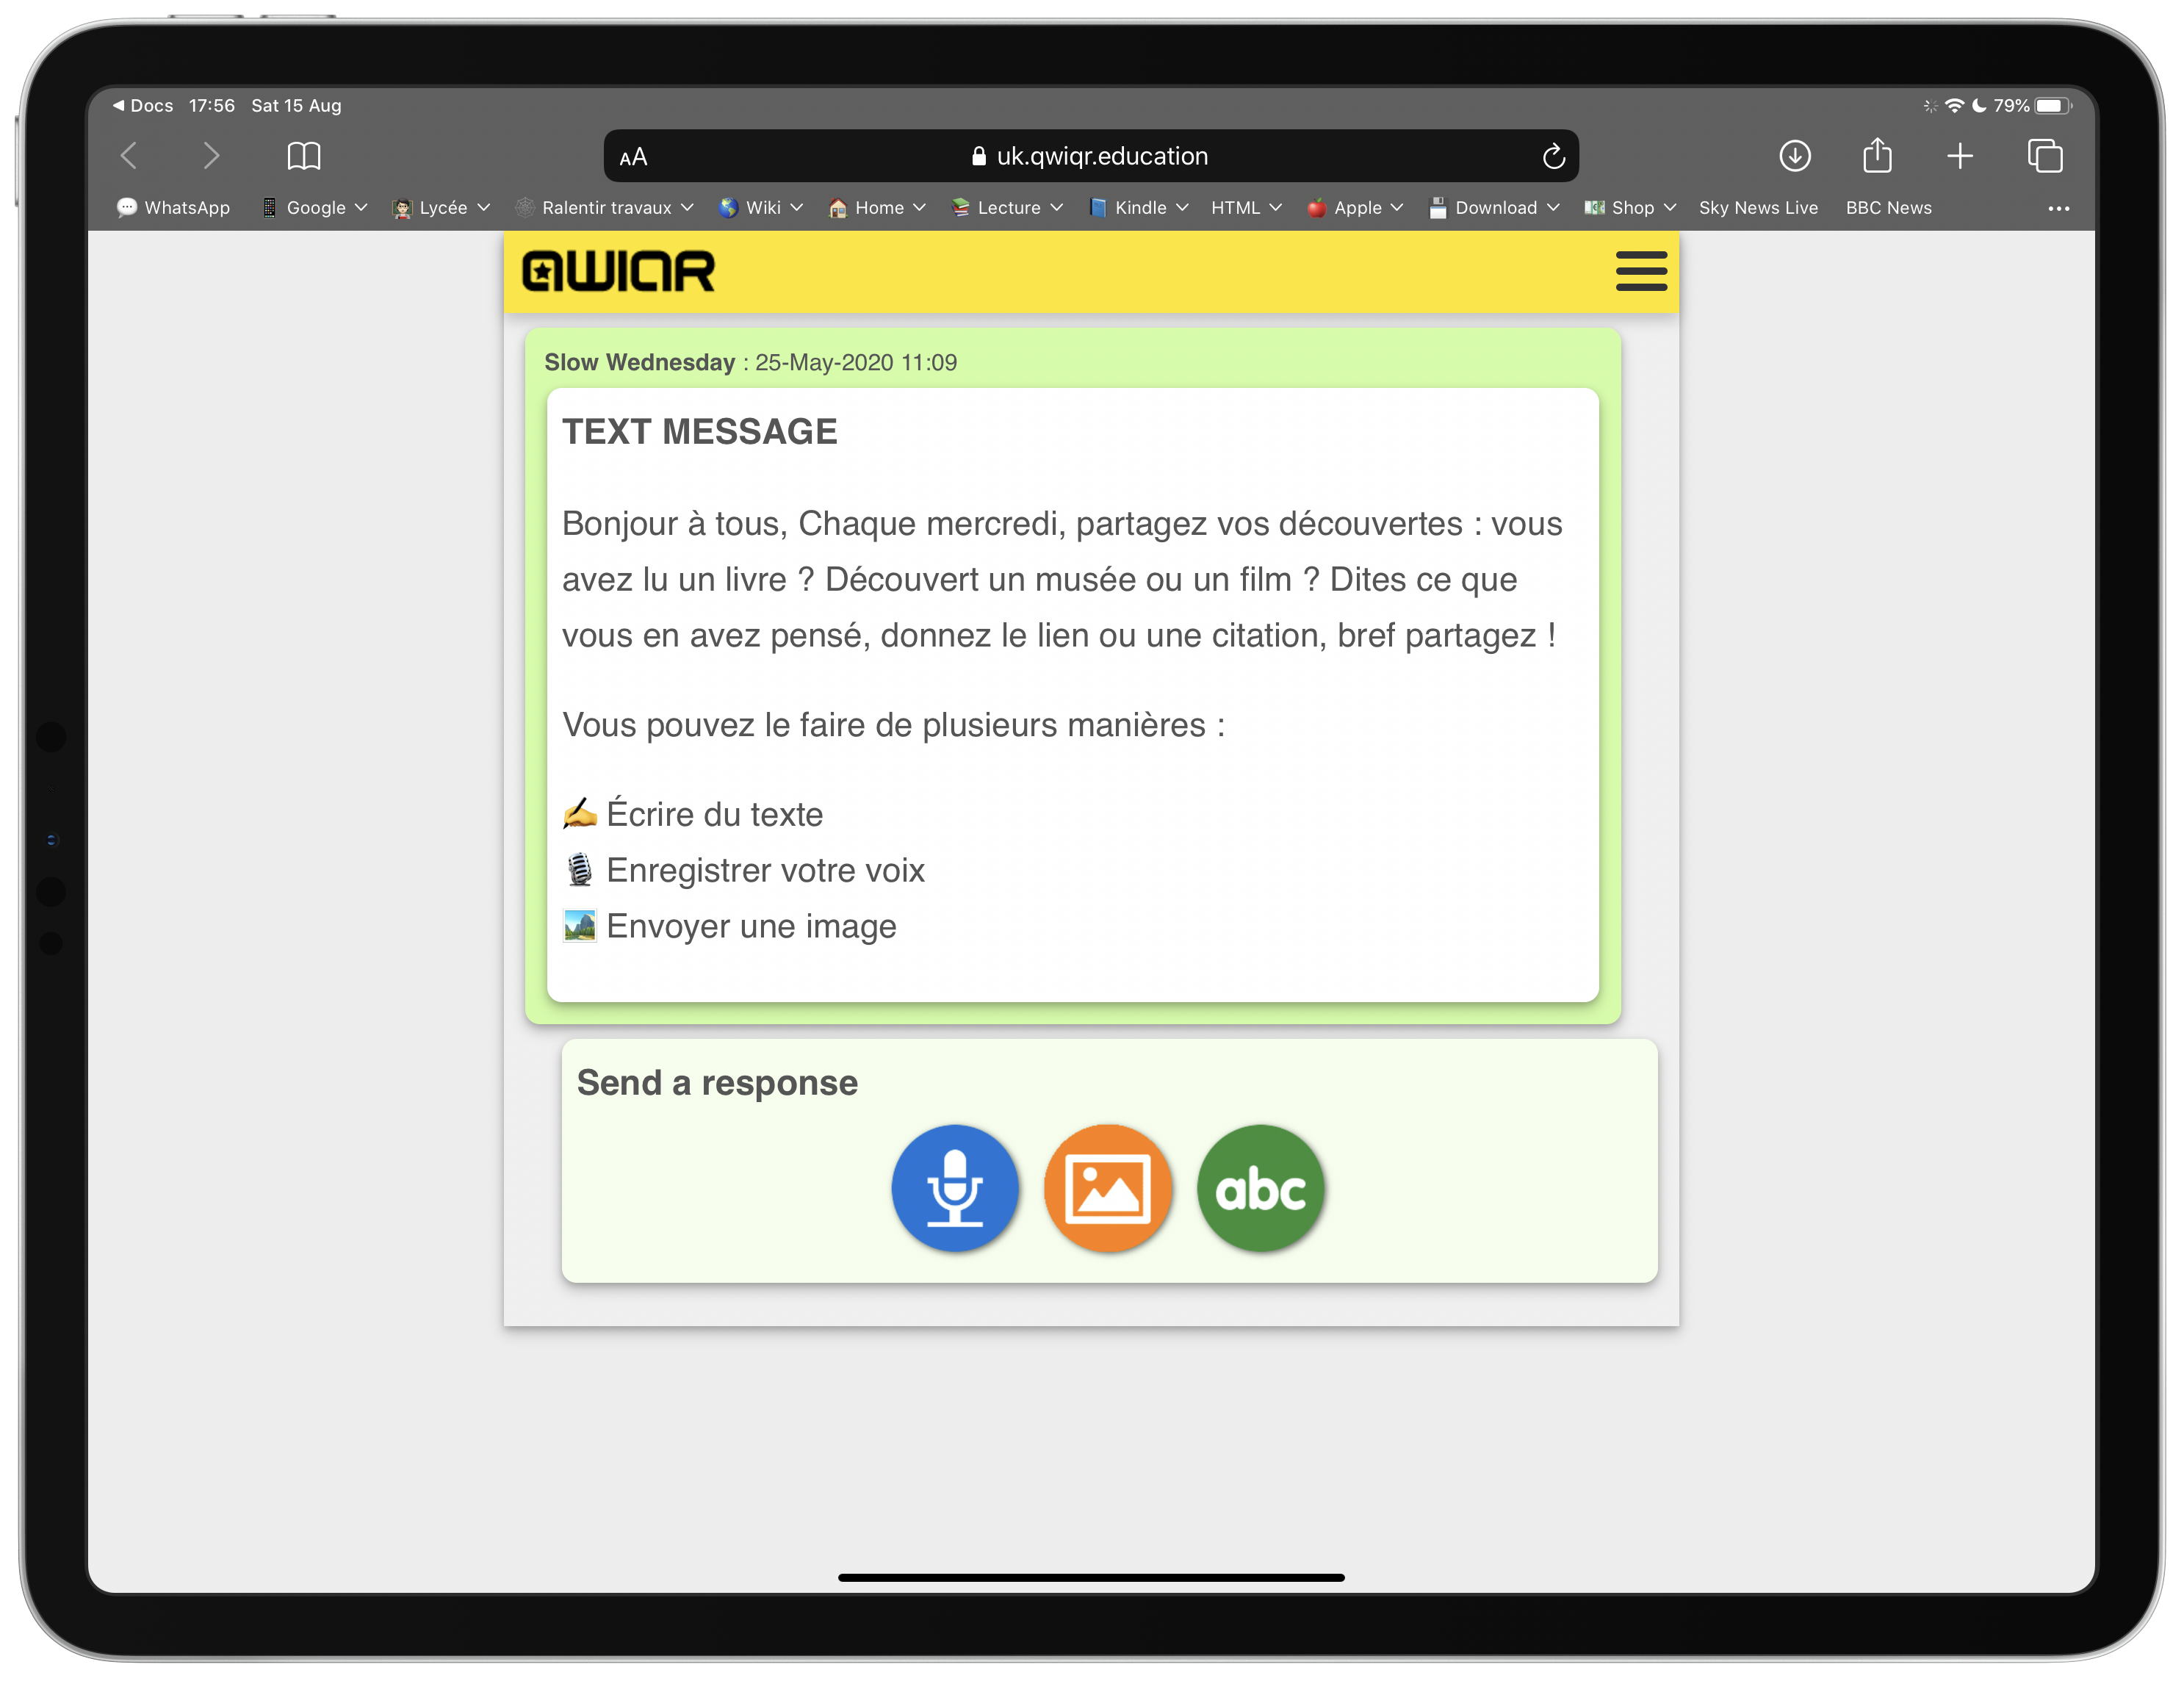 Docs 17:56 Sat 15 Aug 79%
AA uk.qwiqr.education
WhatsApp Google Lycée Ralentir travaux Wiki Home Lecture Kindle HTML Apple Download Shop Sky News Live BBC News
QWIQR
Slow Wednesday : 25-May-2020 11:09
TEXT MESSAGE
Bonjour à tous, Chaque mercredi, partagez vos découvertes : vous
avez lu un livre ? Découvert un musée ou un film ? Dites ce que
vous en avez pensé, donnez le lien ou une citation, bref partagez !
Vous pouvez le faire de plusieurs manières :
✍️ Écrire du texte
🎙️ Enregistrer votre voix
🏞️ Envoyer une image
Send a response
abc